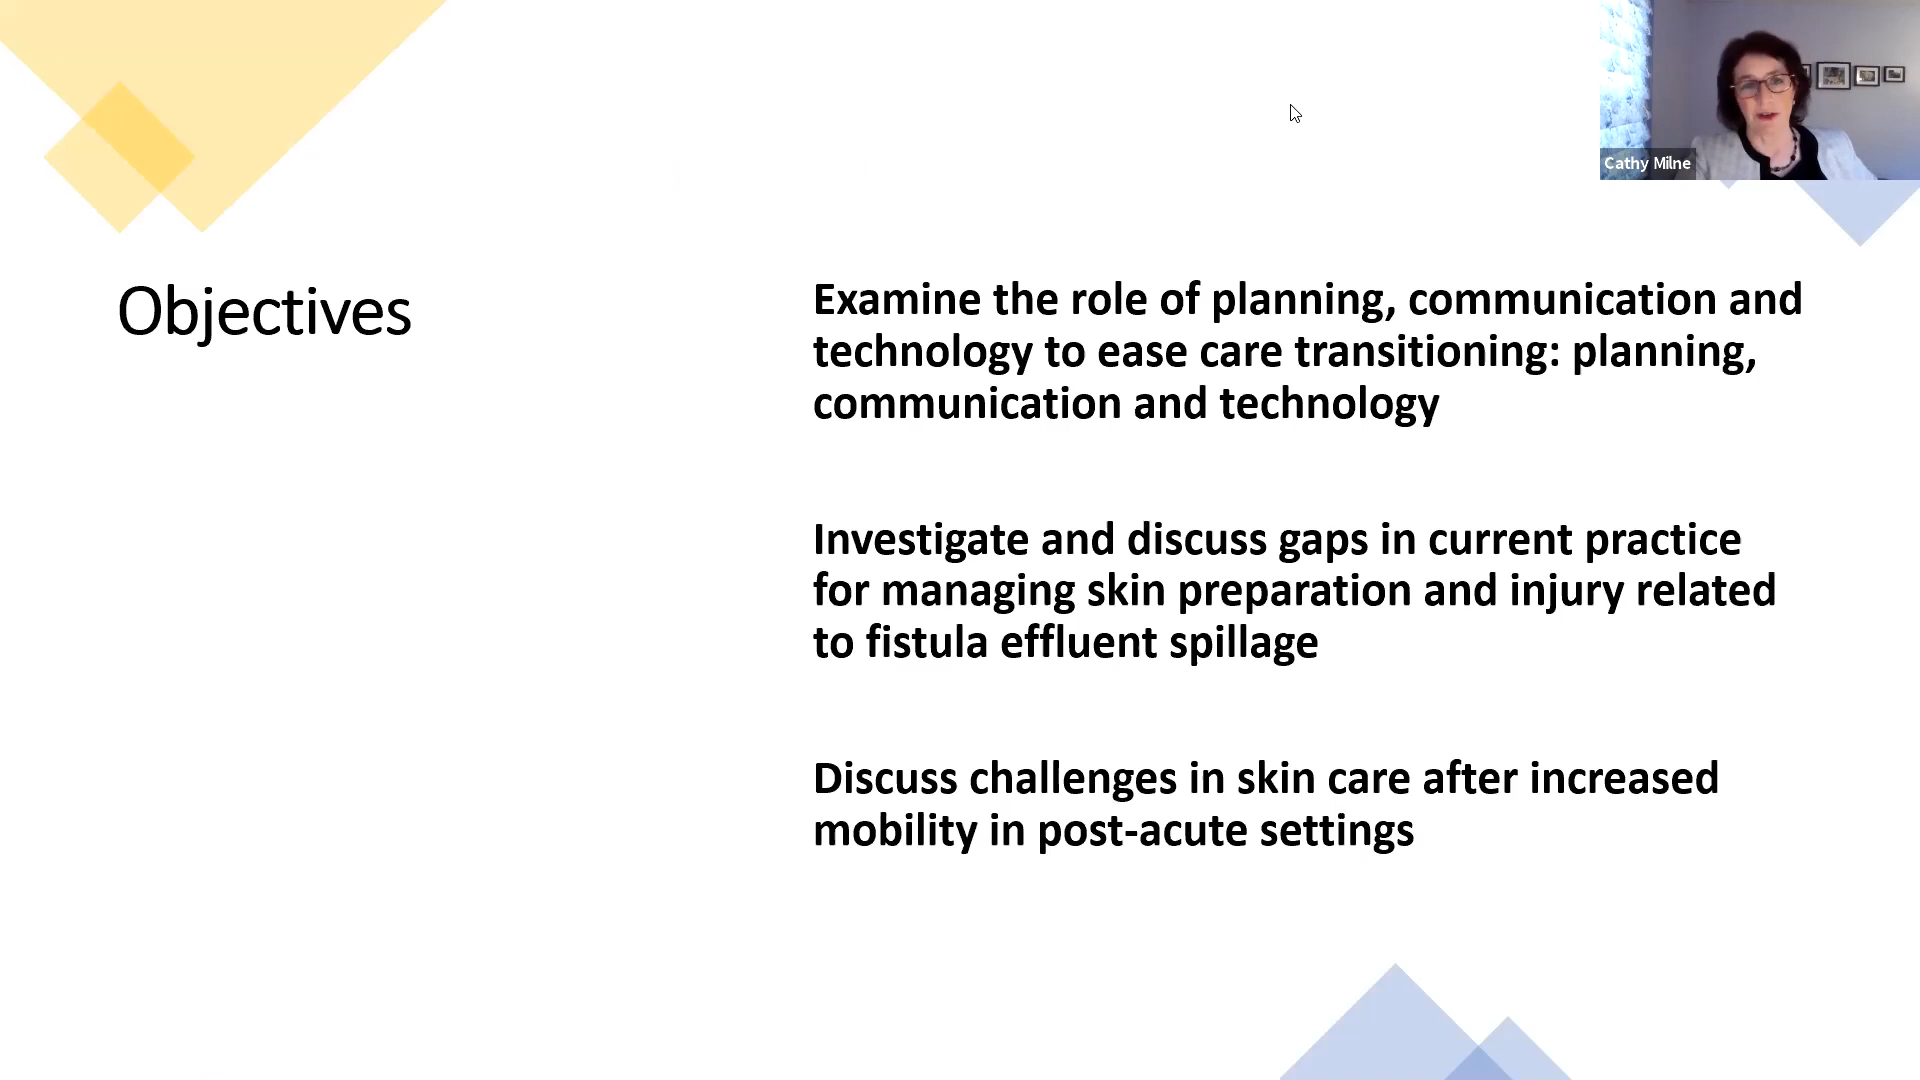 Cathy Milne
Objectives
Examine the role of planning, communication and
technology to ease care transitioning: planning,
communication and technology
Investigate and discuss gaps in current practice
for managing skin preparation and injury related
to fistula effluent spillage
Discuss challenges in skin care after increased
mobility in post-acute settings